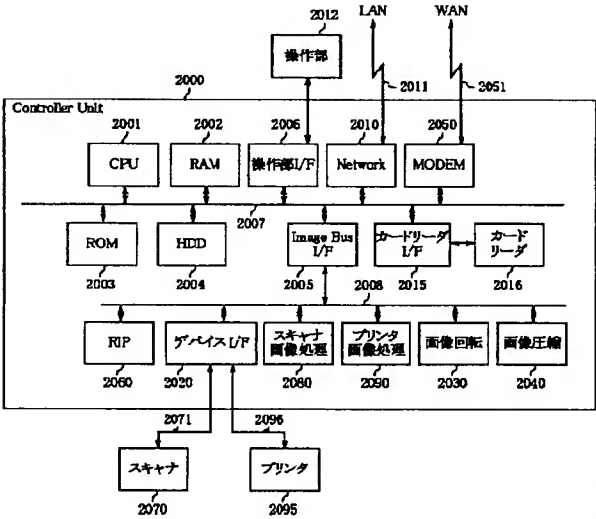 LAN
WAN
2012
操作部
2011
2051
2000
Controller Unit
2001
2002
2006
2010
2050
CPU
RAM
操作部I/F
Network
MODEM
2007
ROM
HDD
Image Bus
I/F
カードリーダ
I/F
カード
リーダ
2003
2004
2005
2015
2016
2008
RIP
デバイスI/F
スキャナ
画像処理
プリンタ
画像処理
画像回転
画像圧縮
2060
2020
2080
2090
2030
2040
2071
2096
スキャナ
プリンタ
2070
2095